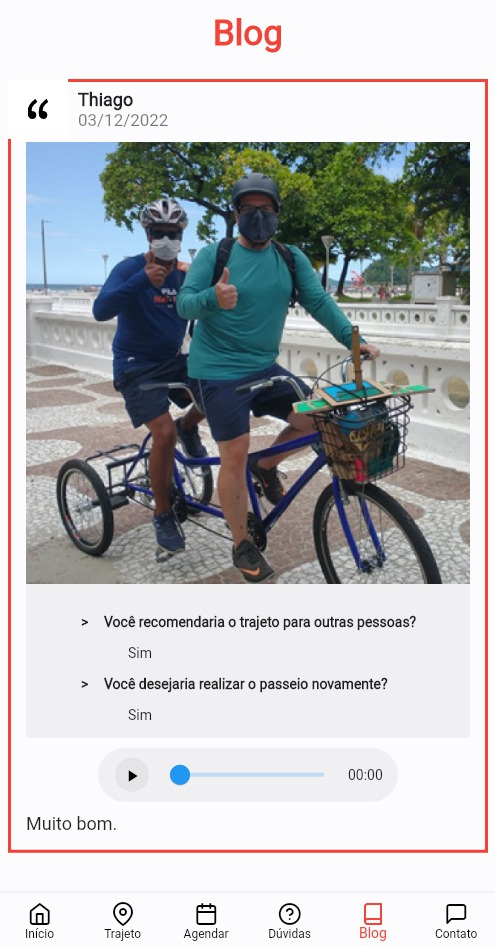 Blog
“
Thiago
03/12/2022
FILA
> Você recomendaria o trajeto para outras pessoas?
Sim
> Você desejaria realizar o passeio novamente?
Sim
00:00
Muito bom.
Início Trajeto Agendar Dúvidas Blog Contato